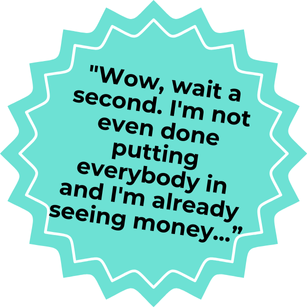 "Wow, wait a
second. I'm not
even done
putting
everybody in
and I'm already
seeing money...”